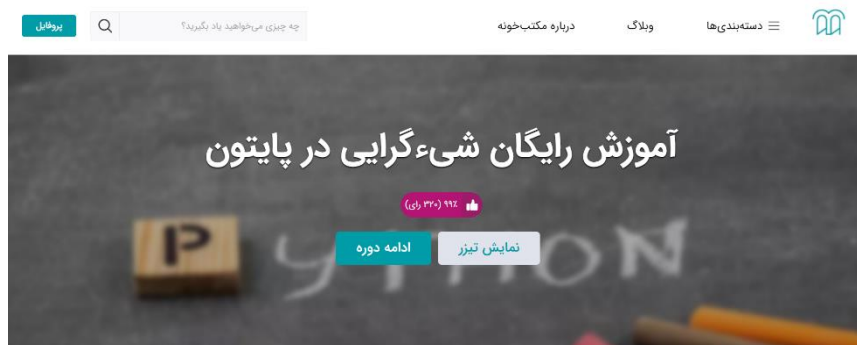 دسته‌بندی‌ها
وبلاگ
درباره مکتب‌خونه
چه چیزی می‌خواهید یاد بگیرید؟
پروفایل
آموزش رایگان شیءگرایی در پایتون
۹۹٪ (۳۲۰ رای)
نمایش تیزر
ادامه دوره
PYTHON